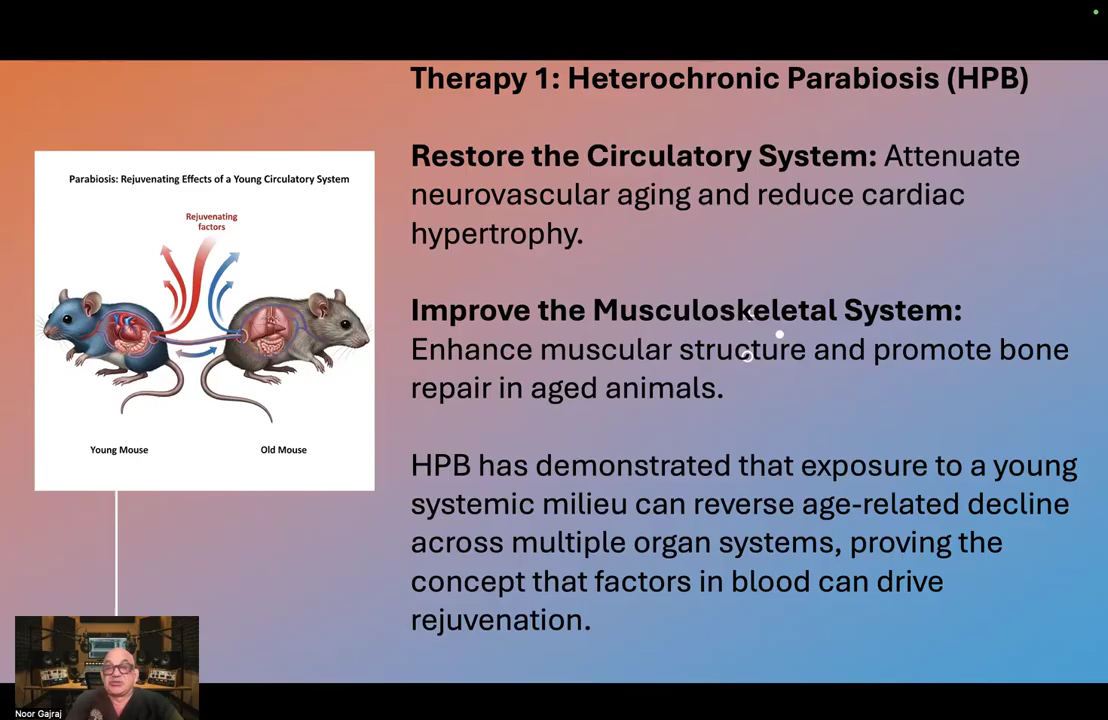 Therapy 1: Heterochronic Parabiosis (HPB)
Restore the Circulatory System: Attenuate
neurovascular aging and reduce cardiac
hypertrophy.
Improve the Musculoskeletal System:
Enhance muscular structure and promote bone
repair in aged animals.
HPB has demonstrated that exposure to a young
systemic milieu can reverse age-related decline
across multiple organ systems, proving the
concept that factors in blood can drive
rejuvenation.
Parabiosis: Rejuvenating Effects of a Young Circulatory System
Rejuvenating
factors
Young Mouse
Old Mouse
Noor Gajraj